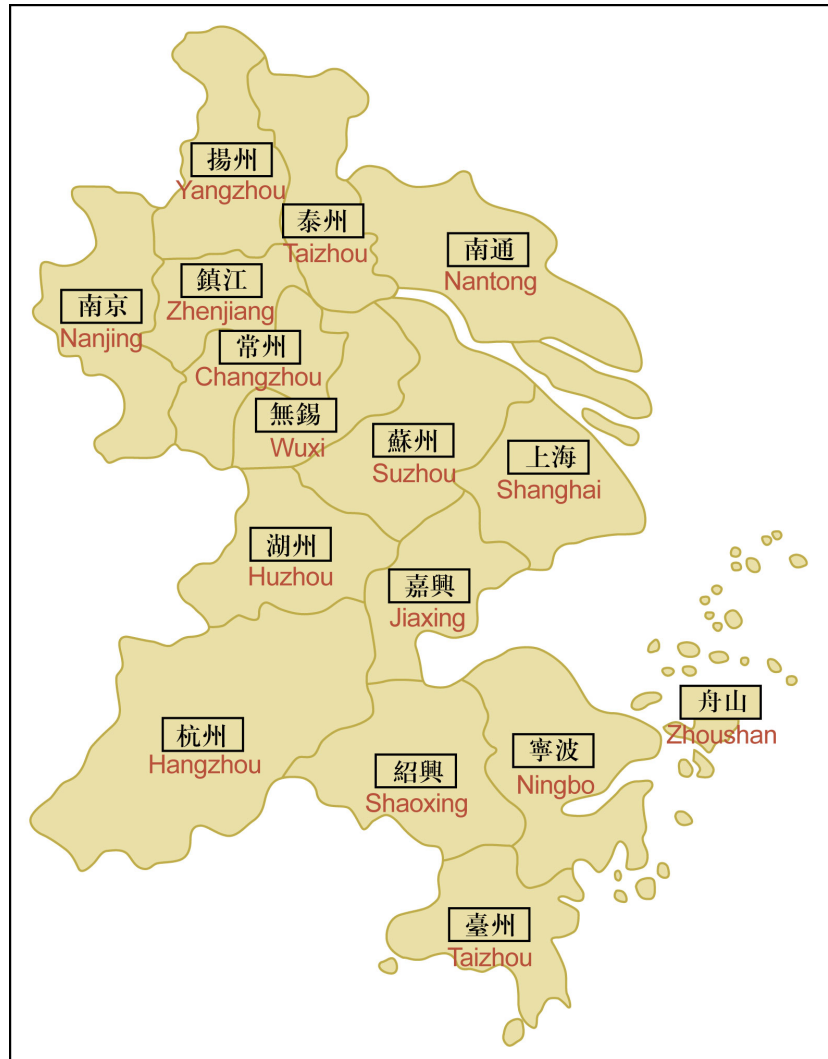 揚州
Yangzhou
泰州
Taizhou
南通
Nantong
鎮江
Zhenjiang
南京
Nanjing
常州
Changzhou
無錫
Wuxi
蘇州
Suzhou
上海
Shanghai
湖州
Huzhou
嘉興
Jiaxing
舟山
Zhoushan
杭州
Hangzhou
寧波
Ningbo
紹興
Shaoxing
臺州
Taizhou